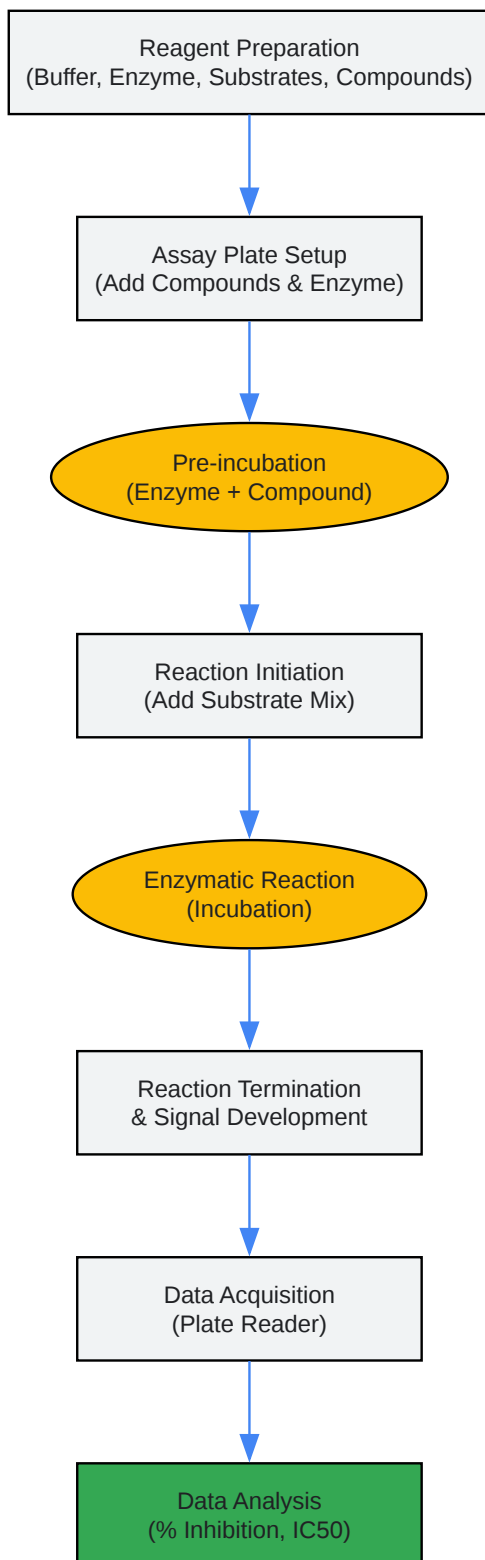 Reagent Preparation
(Buffer, Enzyme, Substrates, Compounds)
Assay Plate Setup
(Add Compounds & Enzyme)
Pre-incubation
(Enzyme + Compound)
Reaction Initiation
(Add Substrate Mix)
Enzymatic Reaction
(Incubation)
Reaction Termination
& Signal Development
Data Acquisition
(Plate Reader)
Data Analysis
(% Inhibition, IC50)